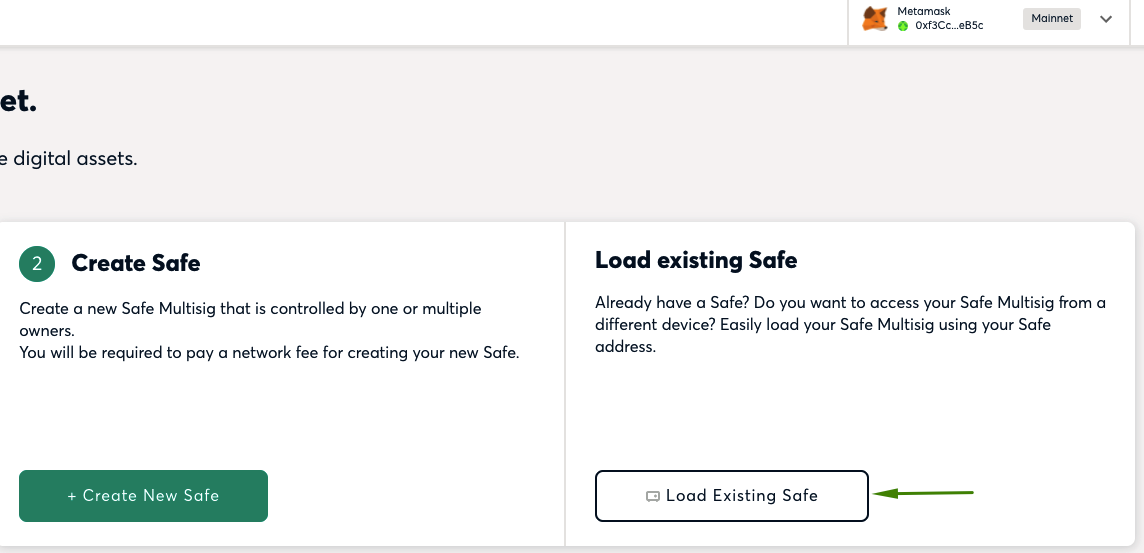 Metamask
0xf3Cc...eB5c
Mainnet
et.
e digital assets.
2
Create Safe
Create a new Safe Multisig that is controlled by one or multiple
owners.
You will be required to pay a network fee for creating your new Safe.
+ Create New Safe
Load existing Safe
Already have a Safe? Do you want to access your Safe Multisig from a
different device? Easily load your Safe Multisig using your Safe
address.
Load Existing Safe